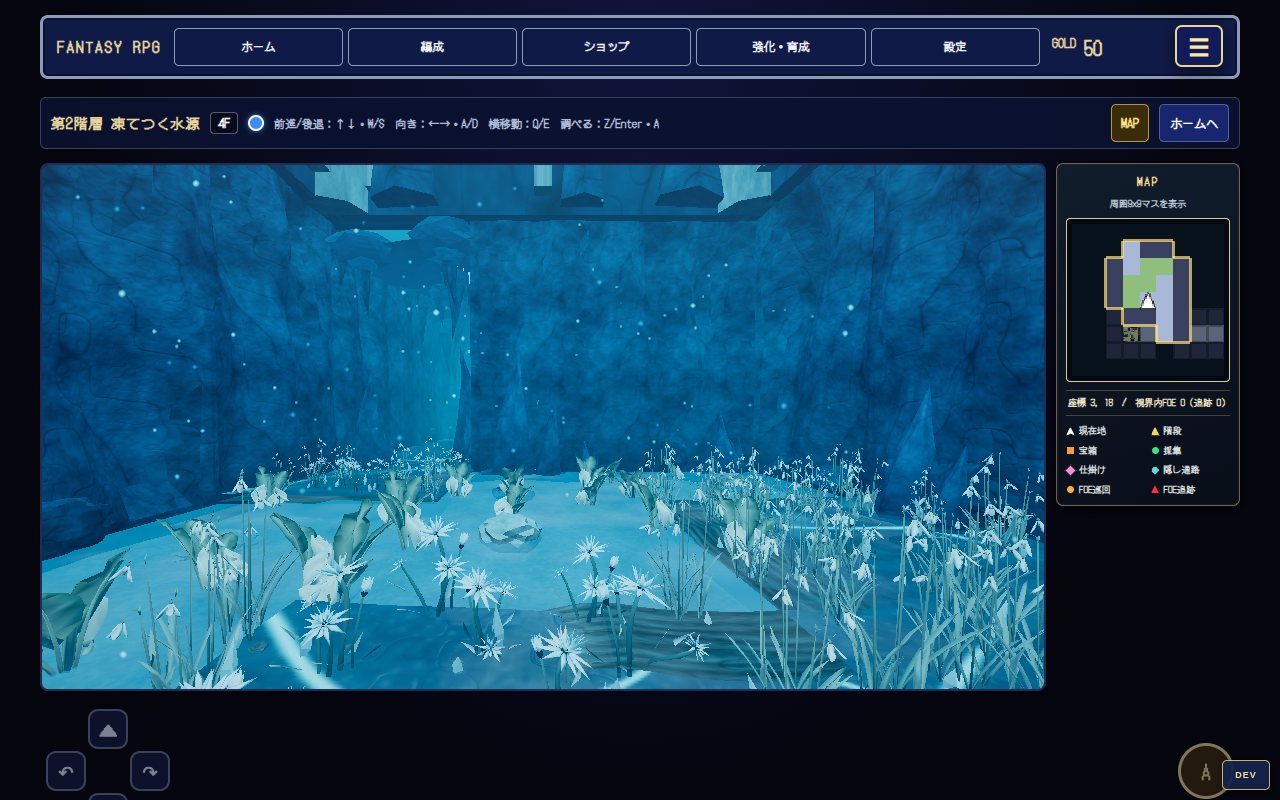 FANTASY RPG ホーム 編成 ショップ 強化・育成 設定 GOLD 50
第2階層 凍てつく水源 4F 前進/後退：↑↓・W/S 向き：←→・A/D 横移動：Q/E 調べる：Z/Enter・A MAP ホームへ
MAP
周囲9x9マスを表示
座標 3, 18 / 視界内FOE 0 (追跡 0)
現在地 階段
宝箱 採集
仕掛け 隠し通路
FOE巡回 FOE追跡
A
DEV